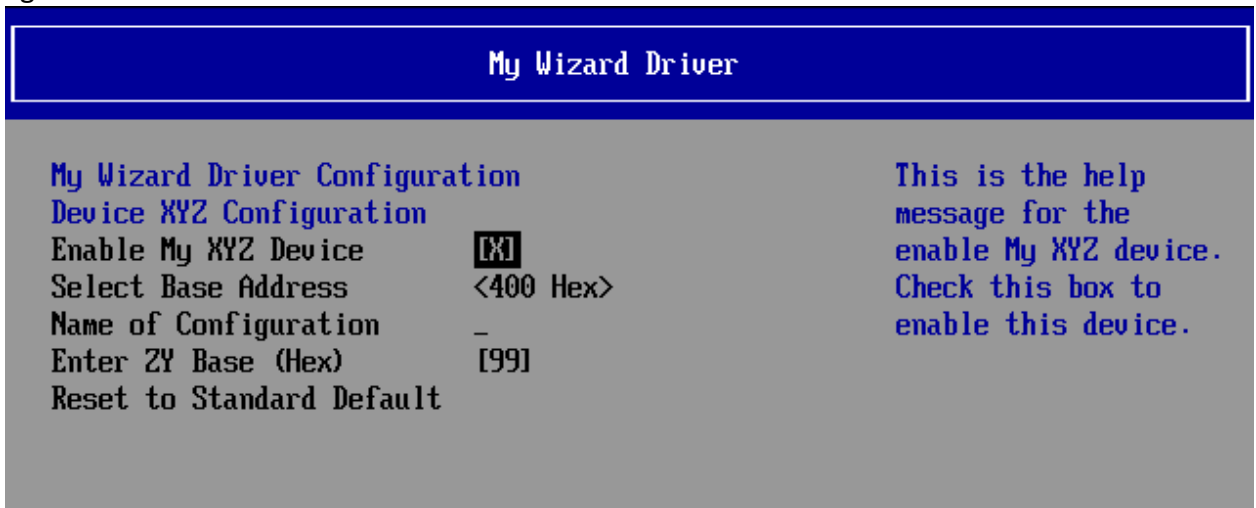 My Wizard Driver
My Wizard Driver Configuration
Device XYZ Configuration
Enable My XYZ Device [X]
Select Base Address <400 Hex>
Name of Configuration _
Enter ZY Base (Hex) [99]
Reset to Standard Default
This is the help
message for the
enable My XYZ device.
Check this box to
enable this device.